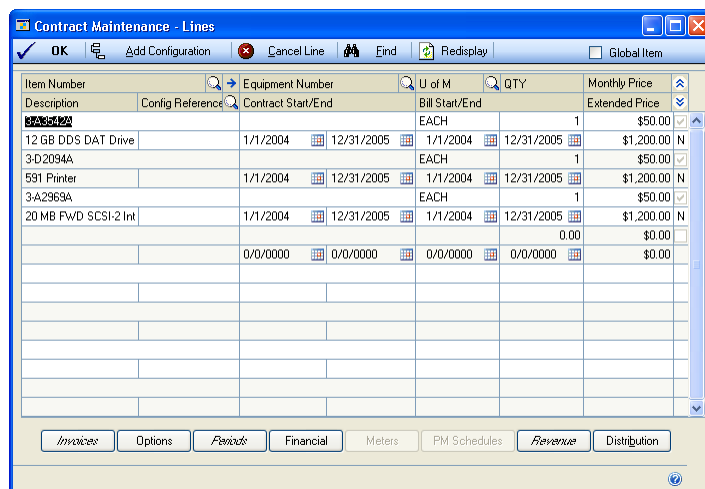 Contract Maintenance - Lines
OK Add Configuration Cancel Line Find Redisplay Global Item
Item Number Equipment Number U of M QTY Monthly Price
Description Config Reference Contract Start/End Bill Start/End Extended Price
3-A3542A EACH 1 $50.00
12 GB DDS DAT Drive 1/1/2004 12/31/2005 1/1/2004 12/31/2005 $1,200.00 N
3-D2094A EACH 1 $50.00
591 Printer 1/1/2004 12/31/2005 1/1/2004 12/31/2005 $1,200.00 N
3-A2969A EACH 1 $50.00
20 MB FWD SCSI-2 Int 1/1/2004 12/31/2005 1/1/2004 12/31/2005 $1,200.00 N
0.00 $0.00
0/0/0000 0/0/0000 0/0/0000 0/0/0000 $0.00
Invoices Options Periods Financial Meters PM Schedules Revenue Distribution